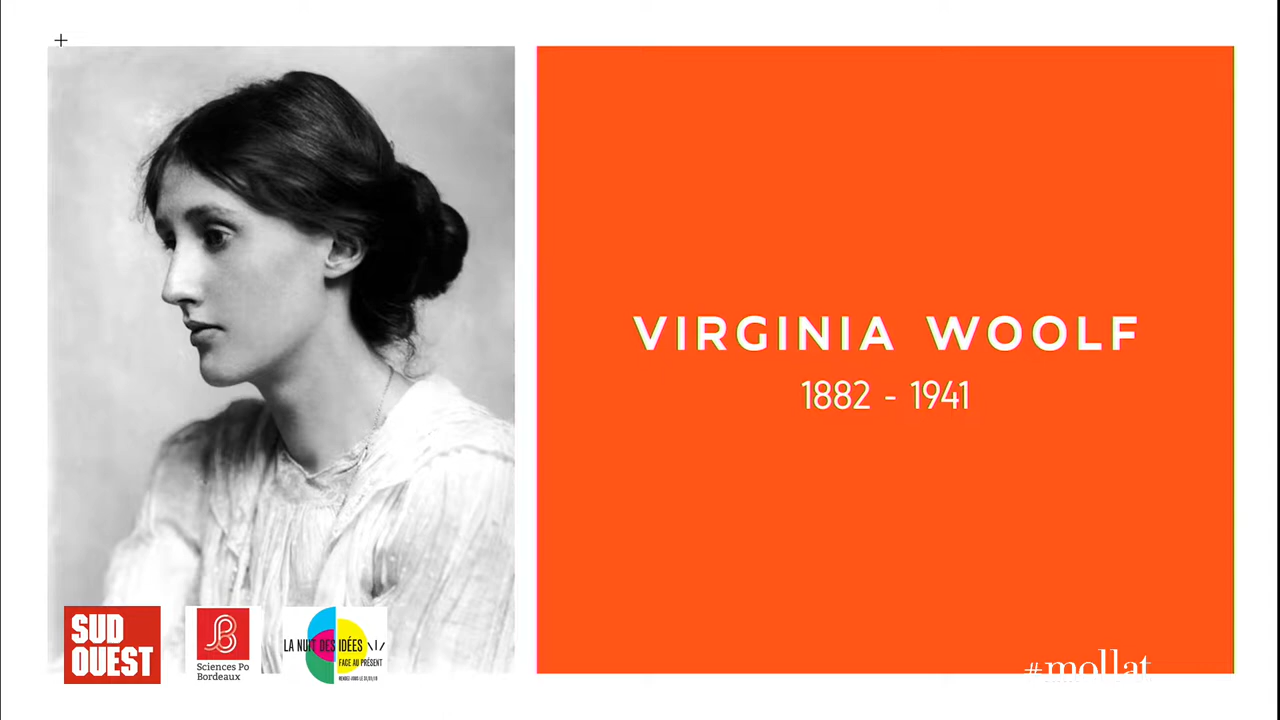 VIRGINIA WOOLF
1882 - 1941
SUD
OUEST
Sciences Po
Bordeaux
LA NUIT DES IDÉES
FACE AU PRÉSENT
#mollat